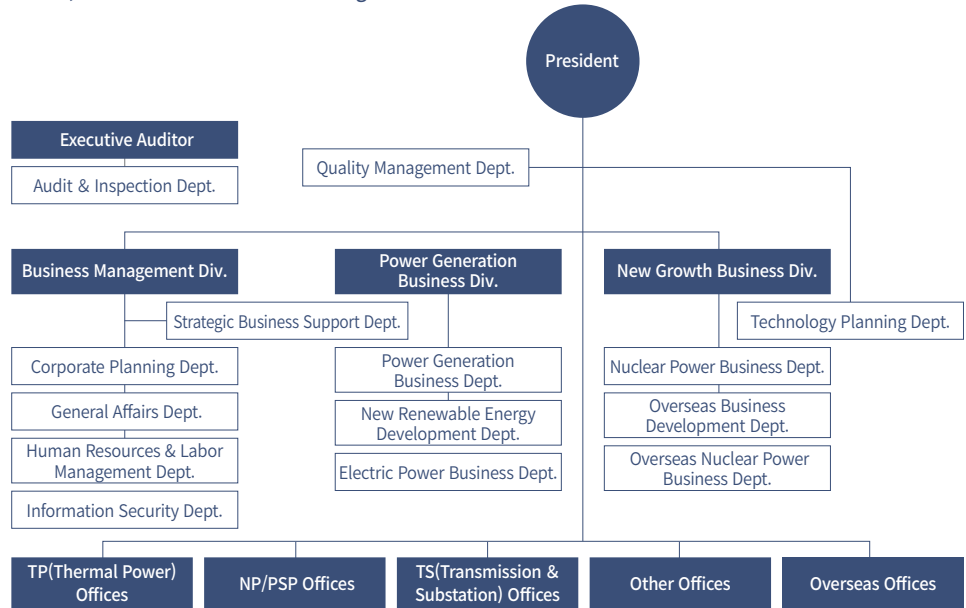 President
Executive Auditor
Audit & Inspection Dept.
Quality Management Dept.
Business Management Div.
Power Generation
Business Div.
New Growth Business Div.
Strategic Business Support Dept.
Technology Planning Dept.
Corporate Planning Dept.
General Affairs Dept.
Human Resources & Labor
Management Dept.
Information Security Dept.
Power Generation
Business Dept.
New Renewable Energy
Development Dept.
Electric Power Business Dept.
Nuclear Power Business Dept.
Overseas Business
Development Dept.
Overseas Nuclear Power
Business Dept.
TP(Thermal Power)
Offices
NP/PSP Offices
TS(Transmission &
Substation) Offices
Other Offices
Overseas Offices